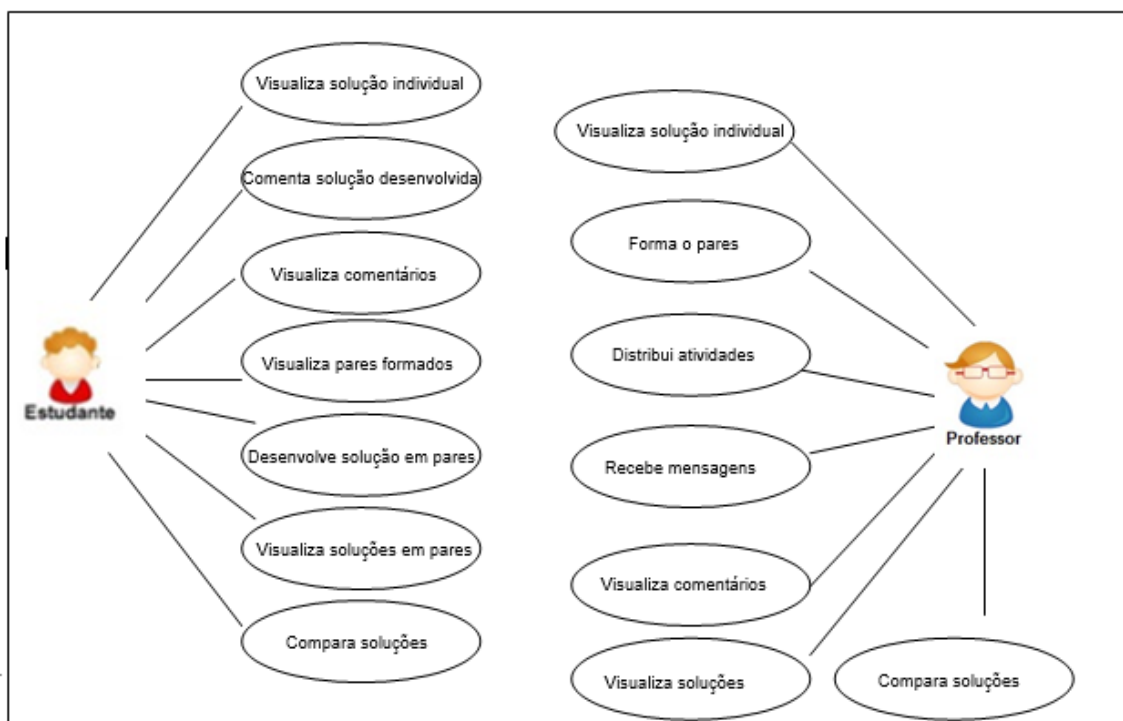 Visualiza solução individual
Comenta solução desenvolvida
Visualiza comentários
Visualiza pares formados
Desenvolve solução em pares
Visualiza soluções em pares
Compara soluções
Estudante
Visualiza solução individual
Forma o pares
Distribui atividades
Recebe mensagens
Visualiza comentários
Visualiza soluções
Compara soluções
Professor